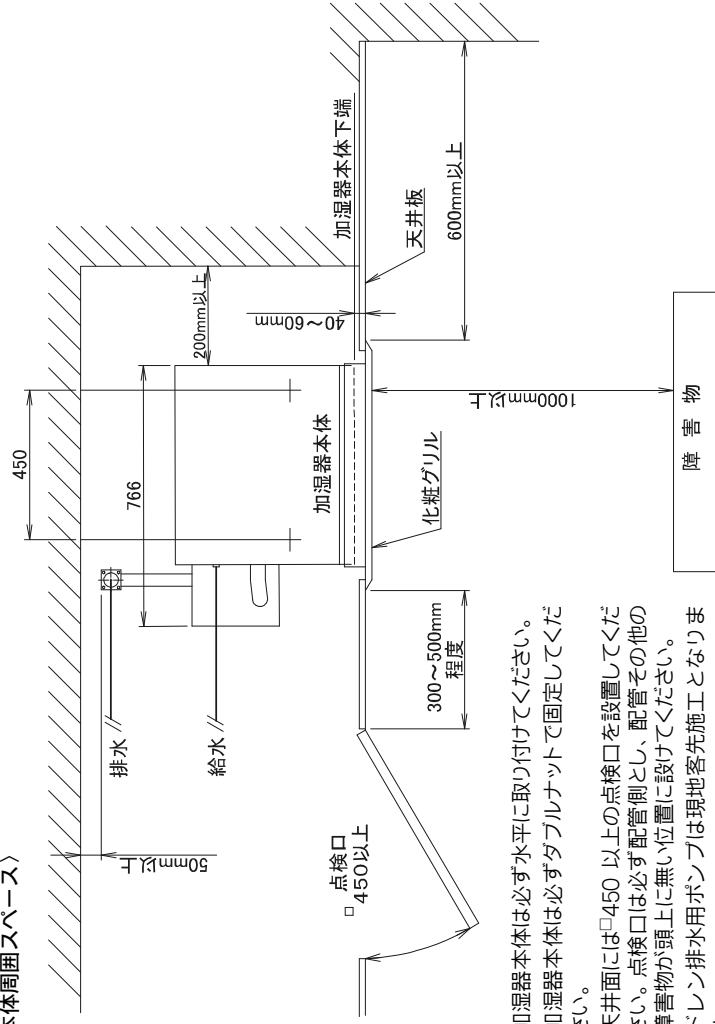 本体周囲スペース〉
450
766
200mm以上
40～60mm
加湿器本体下端
天井板
600mm以上
加湿器本体
化粧グリル
1000mm以上
障害物
排水
給水
50mm以上
300～500mm
程度
点検口
□450以上
加湿器本体は必ず水平に取り付けてください。
加湿器本体は必ずダブルナットで固定してくだ
さい。
天井面には□450 以上の点検口を設置してくだ
さい。点検口は必ず配管側とし、配管その他の
障害物が頭上に無い位置に設けてください。
ドレン排水用ポンプは現地客先施工となりま